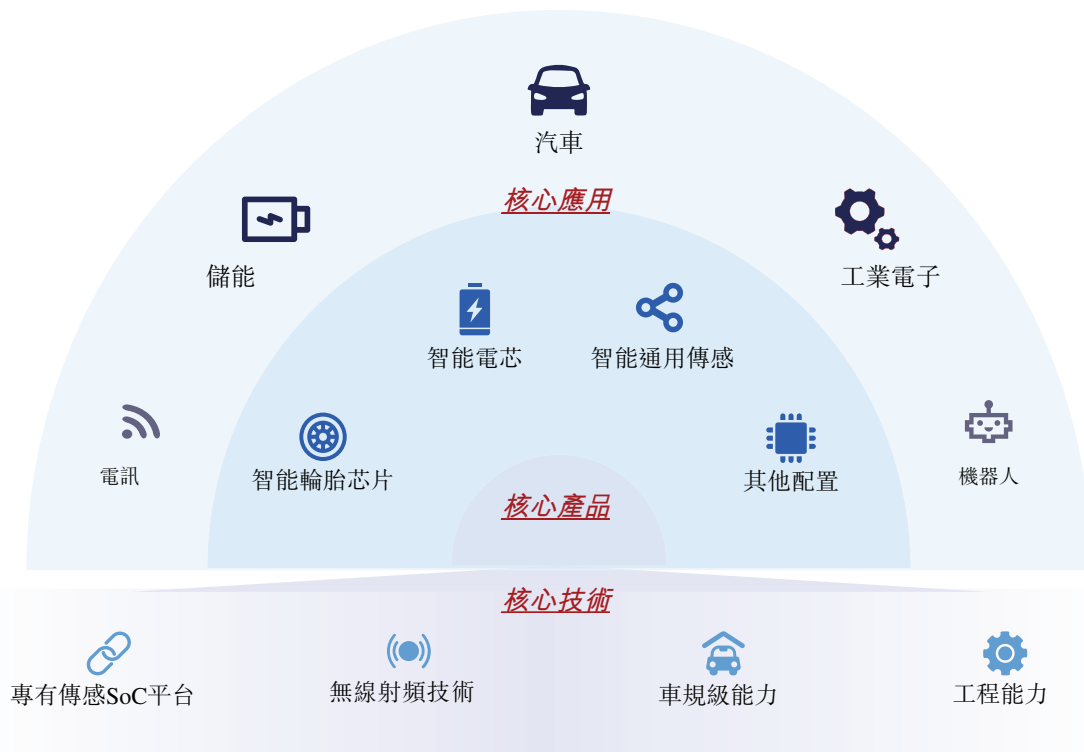 汽車
核心應用
儲能
工業電子
智能電芯
智能通用傳感
電訊
智能輪胎芯片
其他配置
機器人
核心產品
核心技術
專有傳感SoC平台
無線射頻技術
車規級能力
工程能力